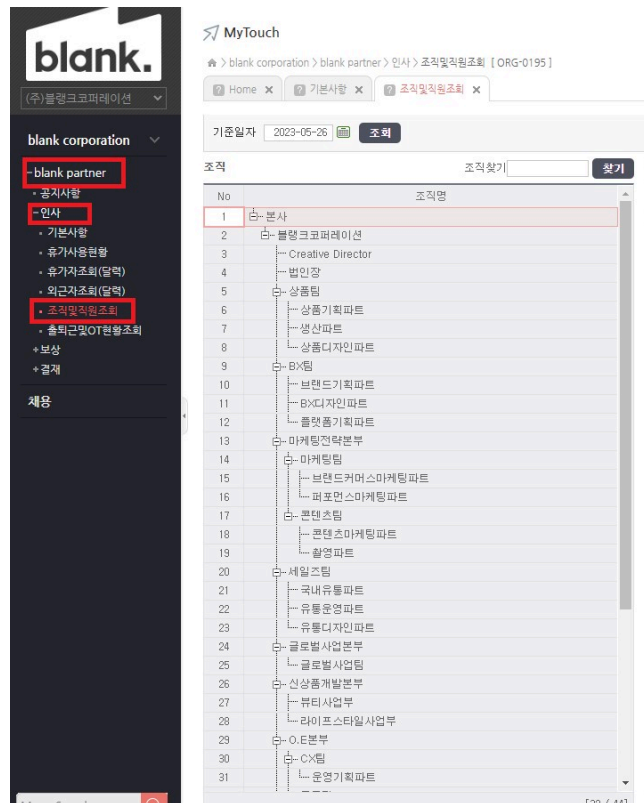 blank.
(주)블랭크코퍼레이션
blank corporation
blank partner
공지사항
인사
기본사항
휴가사용현황
휴가자조회(달력)
외근자조회(달력)
조직및직원조회
출퇴근및OT현황조회
+보상
+결재
채용
MyTouch
> blank corporation > blank partner > 인사 > 조직및직원조회 [ ORG-0195 ]
Home × 기본사항 × 조직및직원조회 ×
기준일자 2023-05-26 조회
조직 조직찾기 찾기
No 조직명
1 본사
2 블랭크코퍼레이션
3 Creative Director
4 법인장
5 상품팀
6 상품기획파트
7 생산파트
8 상품디자인파트
9 BX팀
10 브랜드기획파트
11 BX디자인파트
12 플랫폼기획파트
13 마케팅전략본부
14 마케팅팀
15 브랜드커머스마케팅파트
16 퍼포먼스마케팅파트
17 콘텐츠팀
18 콘텐츠마케팅파트
19 촬영파트
20 세일즈팀
21 국내유통파트
22 유통운영파트
23 유통디자인파트
24 글로벌사업본부
25 글로벌사업팀
26 신상품개발본부
27 뷰티사업부
28 라이프스타일사업부
29 O.E본부
30 CX팀
31 운영기획파트